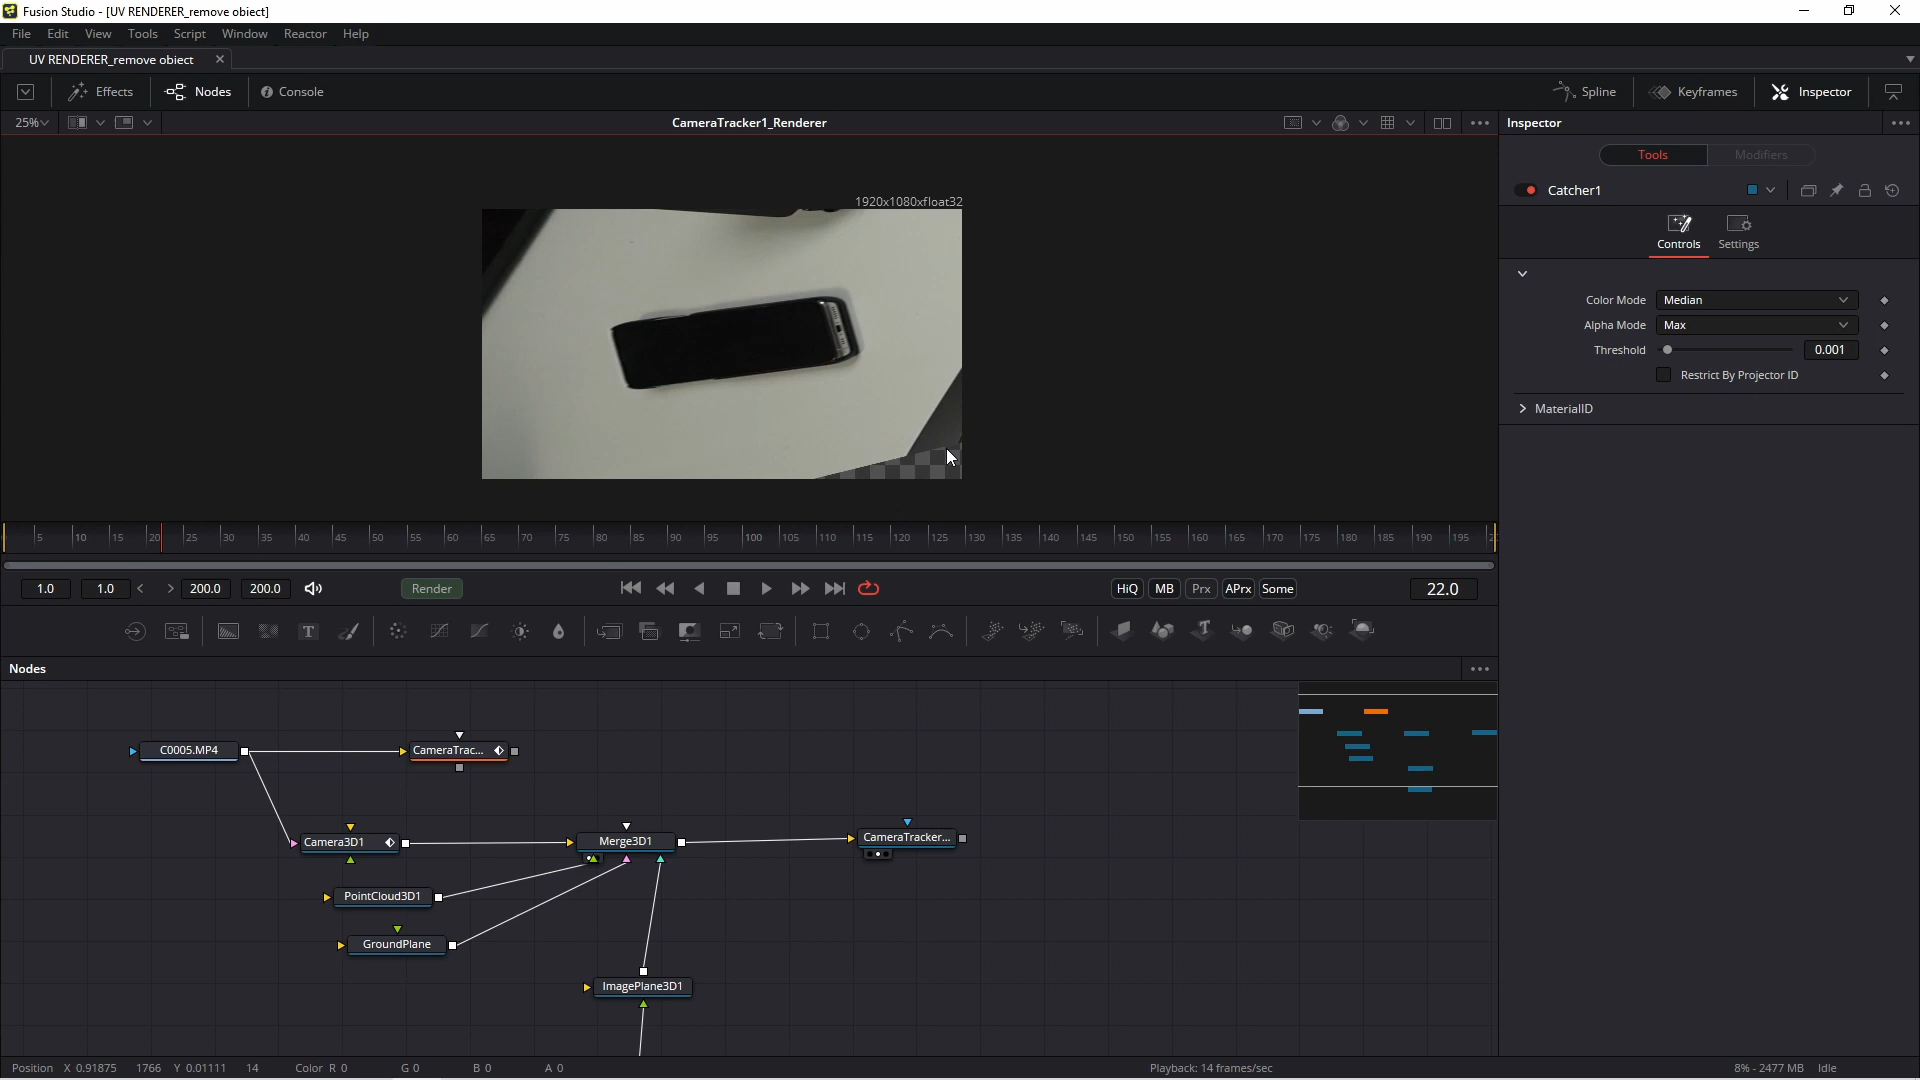 Fusion Studio - [UV RENDERER_remove obiect]
File Edit View Tools Script Window Reactor Help
UV RENDERER_remove object
Effects Nodes Console Spline Keyframes Inspector
25% CameraTracker1_Renderer Inspector
Tools Modifiers
Catcher1
1920x1080xfloat32
Controls Settings
Color Mode Median
Alpha Mode Max
Threshold 0.001
Restrict By Projector ID
MaterialID
5 10 15 20 25 30 35 40 45 50 55 60 65 70 75 80 85 90 95 100 105 110 115 120 125 130 135 140 145 150 155 160 165 170 175 180 185 190 195
1.0 1.0 200.0 200.0 Render HiQ MB Prx APrx Some 22.0
Nodes
C0005.MP4 CameraTrac...
Camera3D1 Merge3D1 CameraTracker...
PointCloud3D1
GroundPlane
ImagePlane3D1
Position X 0.91875 1766 Y 0.01111 14 Color R 0 G 0 B 0 A 0 Playback: 14 frames/sec 8% - 2477 MB Idle